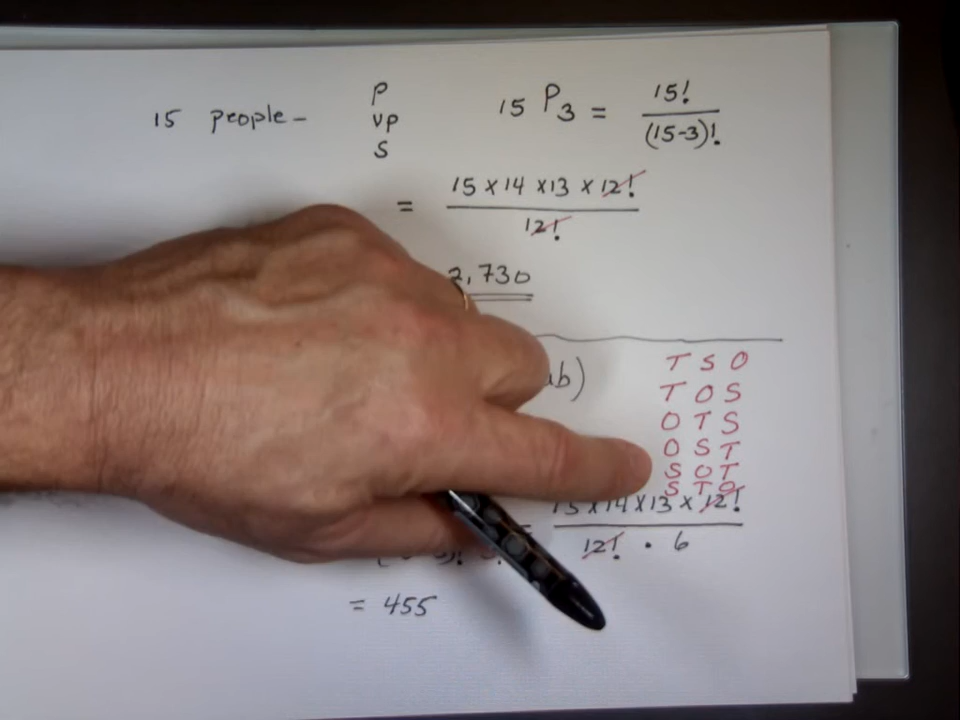 15 people - P 15 P3 = 15! / (15-3)!
VP
S
= 15 x 14 x 13 x 12! / 12!
2,730
T S O
T O S
O T S
O S T
S O T
S T O
= 15 x 14 x 13 x 12! / 12! · 6
= 455